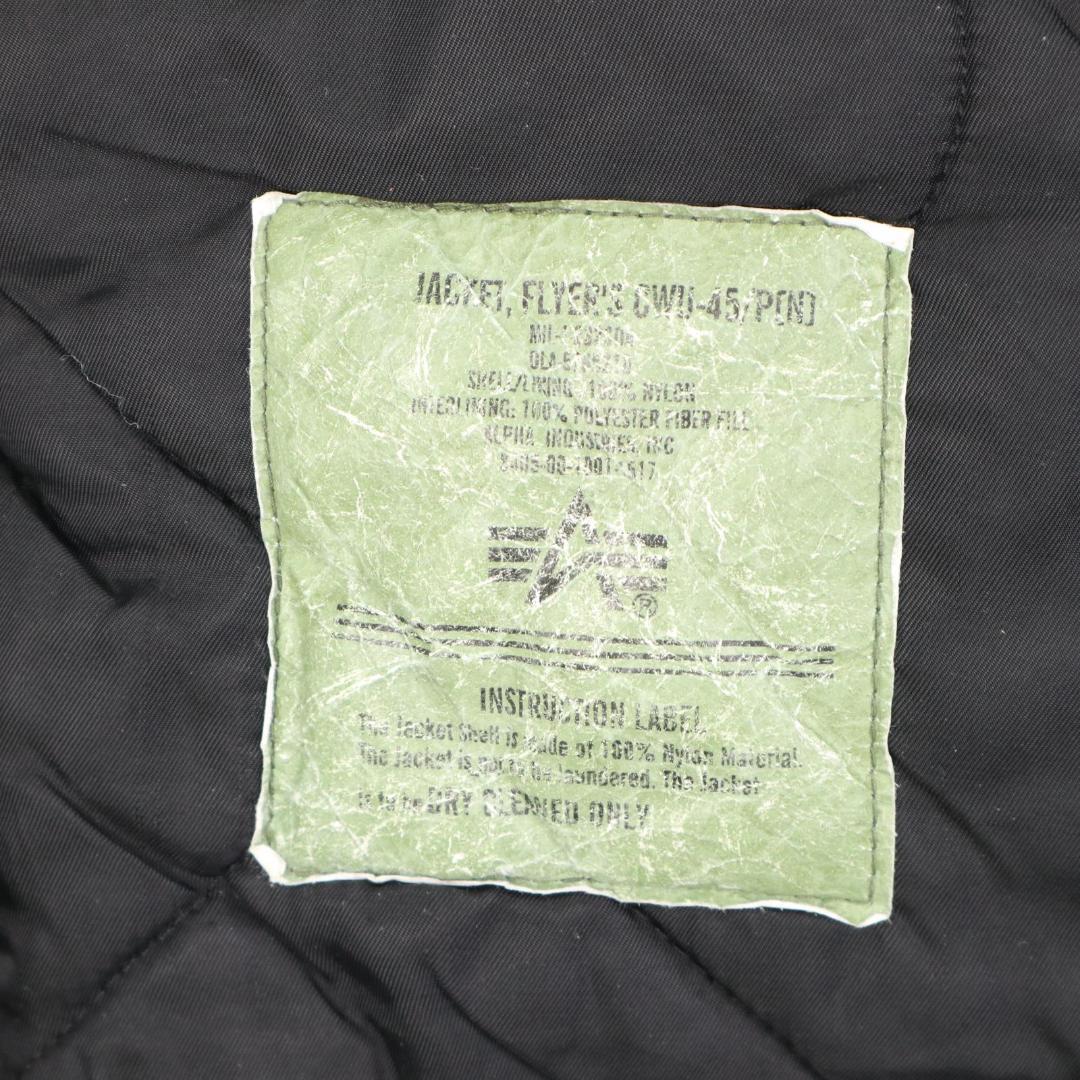 JACKET, FLYER'S CWU-45/P(N)
SHELL/LINING: 100% NYLON
INTERLINING: 100% POLYESTER FIBER FILL
ALPHA INDUSTRIES, INC
®
INSTRUCTION LABEL
The Jacket Shell is made of 100% Nylon Material.
The Jacket is not to be laundered. The Jacket
is to be DRY CLEANED ONLY